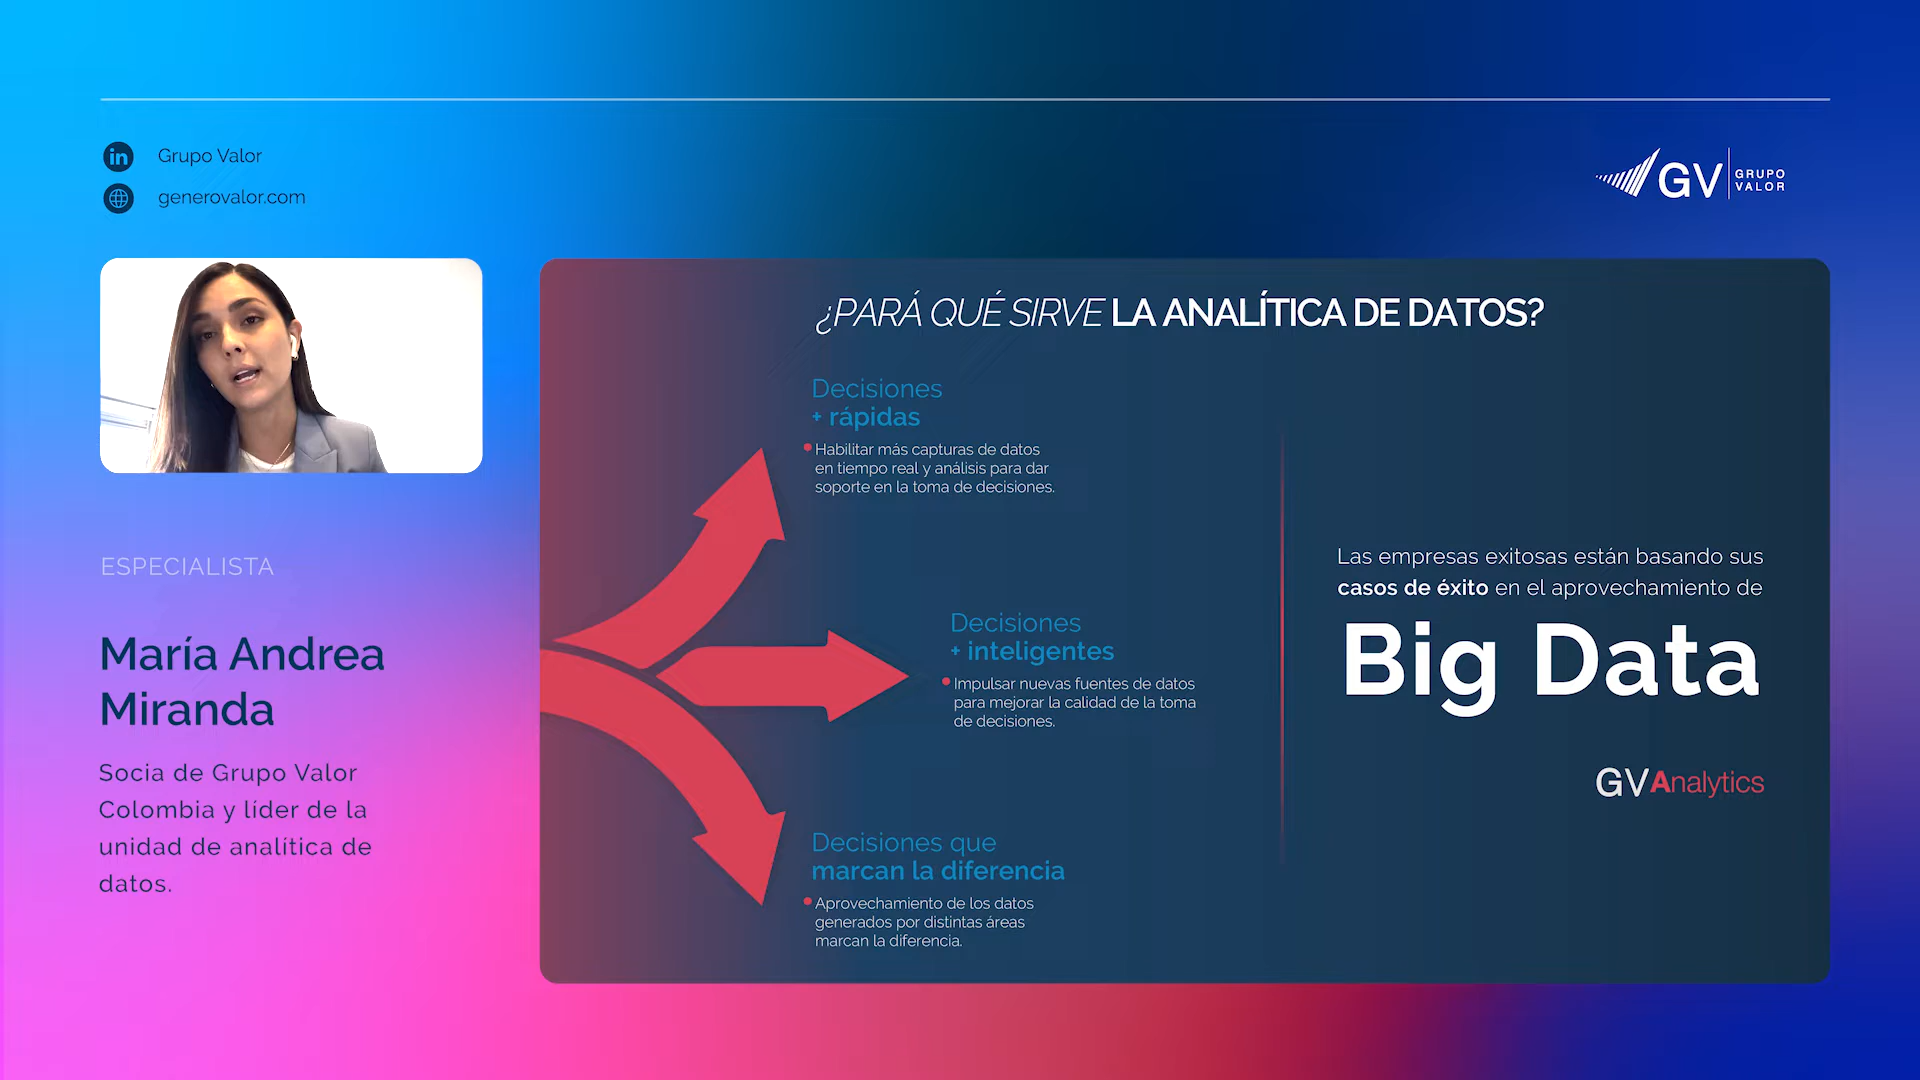 in Grupo Valor
generovalor.com
GV GRUPO
VALOR
ESPECIALISTA
María Andrea
Miranda
Socia de Grupo Valor
Colombia y líder de la
unidad de analítica de
datos.
¿PARÁ QUÉ SIRVE LA ANALÍTICA DE DATOS?
Decisiones
+ rápidas
Habilitar más capturas de datos
en tiempo real y análisis para dar
soporte en la toma de decisiones.
Decisiones
+ inteligentes
Impulsar nuevas fuentes de datos
para mejorar la calidad de la toma
de decisiones.
Decisiones que
marcan la diferencia
Aprovechamiento de los datos
generados por distintas áreas
marcan la diferencia.
Las empresas exitosas están basando sus
casos de éxito en el aprovechamiento de
Big Data
GVAnalytics